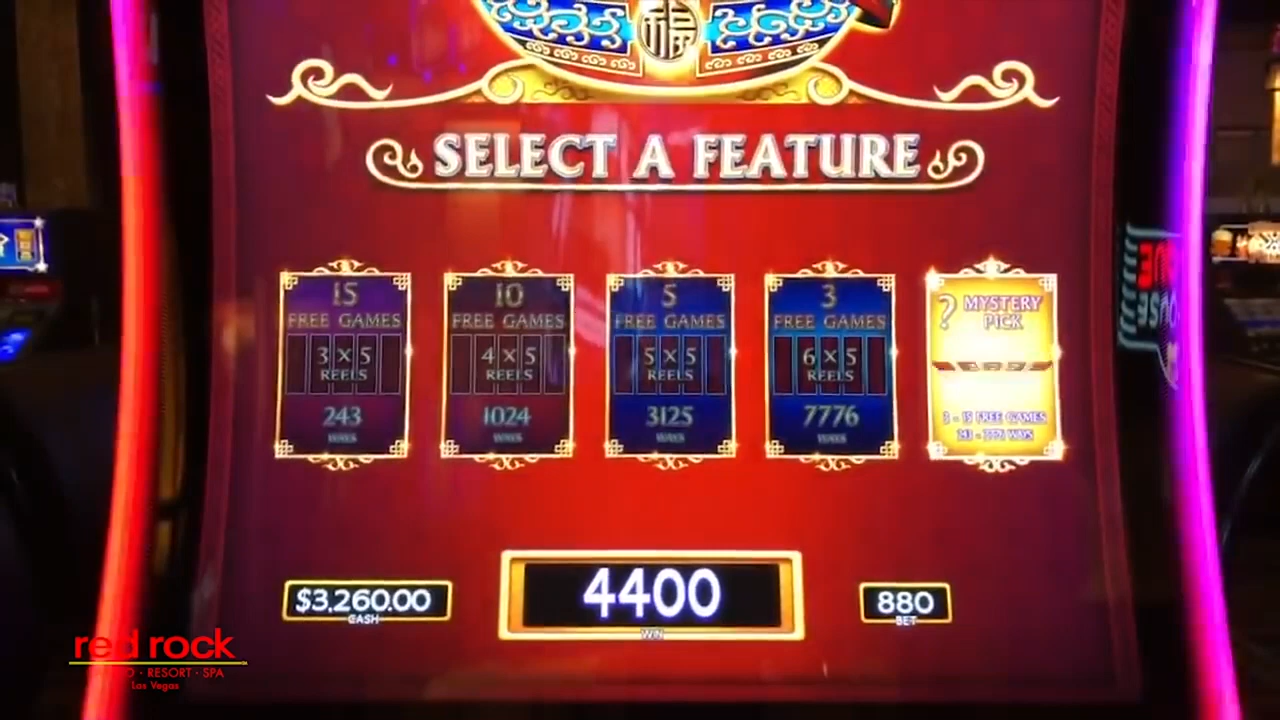 福
SELECT A FEATURE
15
FREE GAMES
3 X 5
REELS
243
WAYS
10
FREE GAMES
4 X 5
REELS
1024
WAYS
5
FREE GAMES
5 X 5
REELS
3125
WAYS
3
FREE GAMES
6 X 5
REELS
7776
WAYS
? MYSTERY
PICK
3 - 15 FREE GAMES
WAYS
$3,260.00
CASH
4400
WIN
880
BET
red rock
· RESORT · SPA
Las Vegas